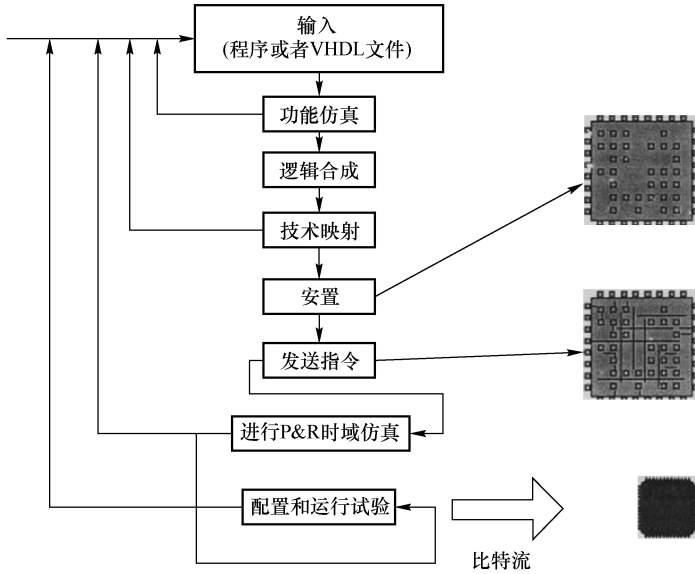 输入
(程序或者VHDL文件)
功能仿真
逻辑合成
技术映射
安置
发送指令
进行P&R时域仿真
配置和运行试验
比特流